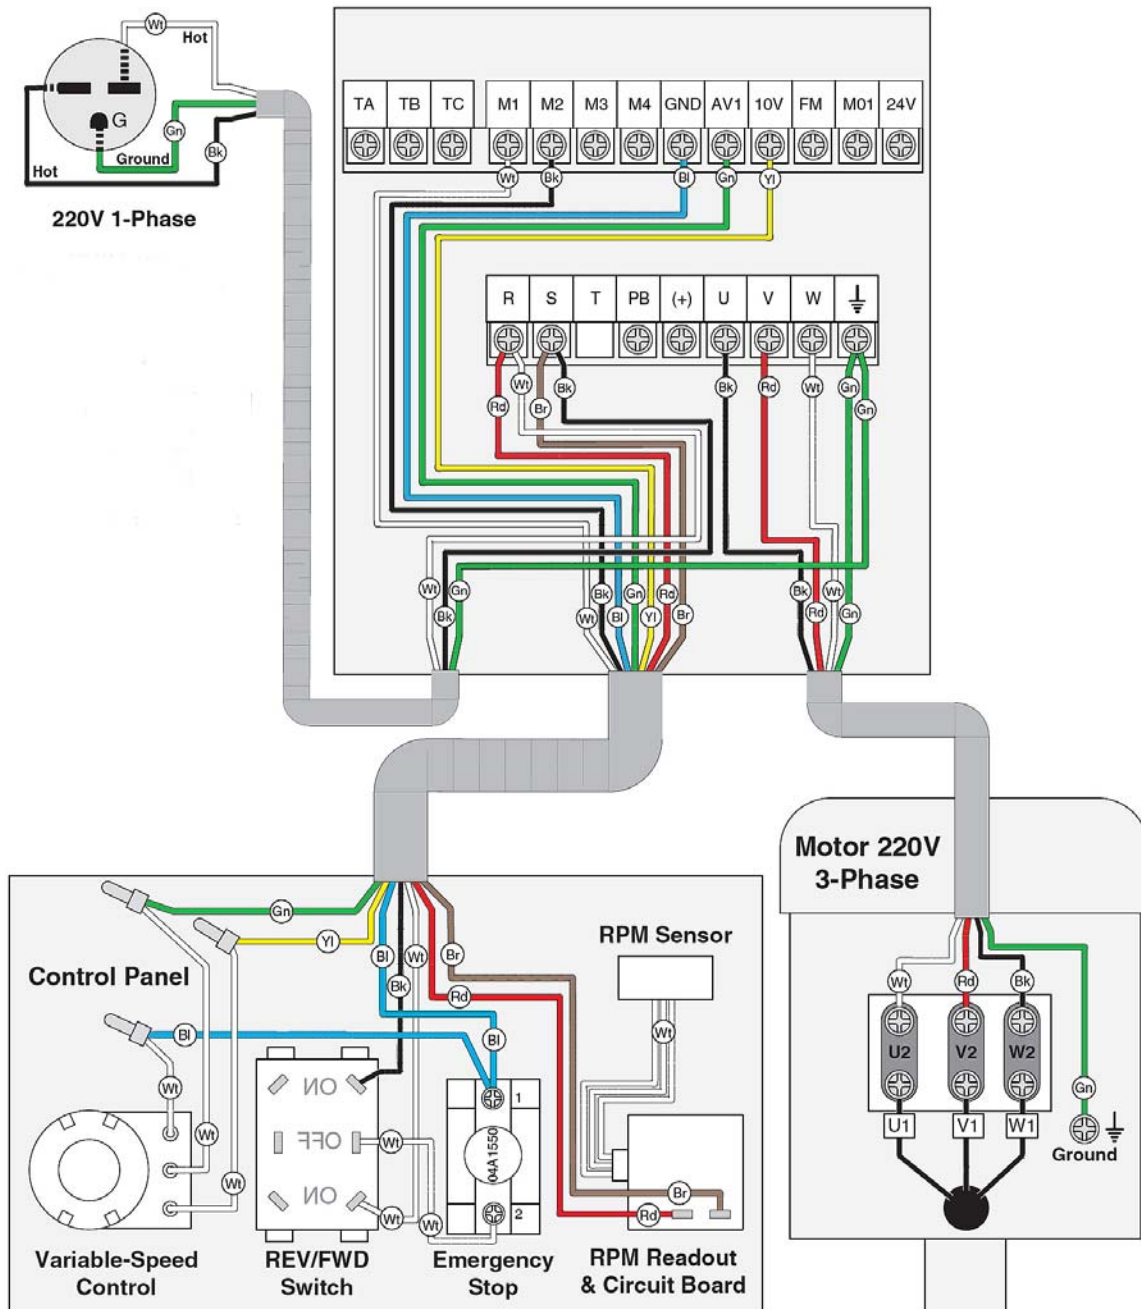 Wt
Hot
G
Gn
Ground
Bk
Hot
220V 1-Phase
TA TB TC M1 M2 M3 M4 GND AV1 10V FM M01 24V
Wt Bk Bl Gn Yl
R S T PB (+) U V W
Wt Bk Bk Rd Wt Gn
Rd Br Gn
Wt Gn Bk Gn Rd Bk Wt
Bk Wt Bl Yl Br Rd Gn
Motor 220V
3-Phase
Gn
Yl
Control Panel
Bl Wt Br
Bk Rd
RPM Sensor
Wt
Bl
Bl
Wt
ON
OFF
ON
Wt
Wt
Wt
Wt
Wt
1
04A1550
2
Br
Rd
Variable-Speed
Control
REV/FWD
Switch
Emergency
Stop
RPM Readout
& Circuit Board
Wt Rd Bk
U2 V2 W2
Gn
U1 V1 W1
Ground